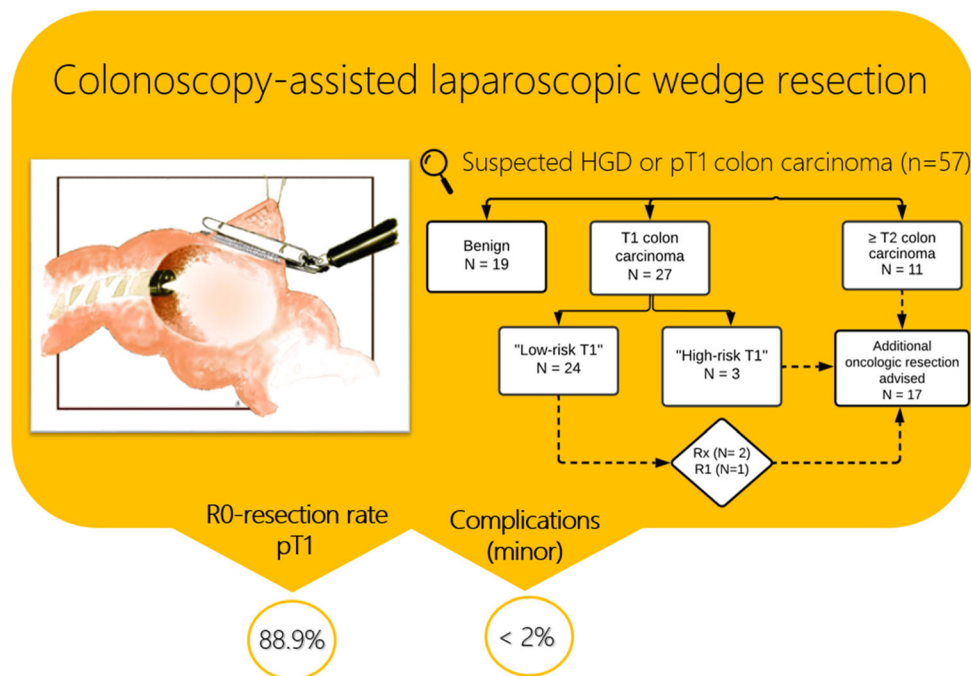 Colonoscopy-assisted laparoscopic wedge resection
Suspected HGD or pT1 colon carcinoma (n=57)
Benign
N = 19
T1 colon
carcinoma
N = 27
≥ T2 colon
carcinoma
N = 11
"Low-risk T1"
N = 24
"High-risk T1"
N = 3
Additional
oncologic resection
advised
N = 17
Rx (N= 2)
R1 (N=1)
R0-resection rate
pT1
Complications
(minor)
88.9%
< 2%